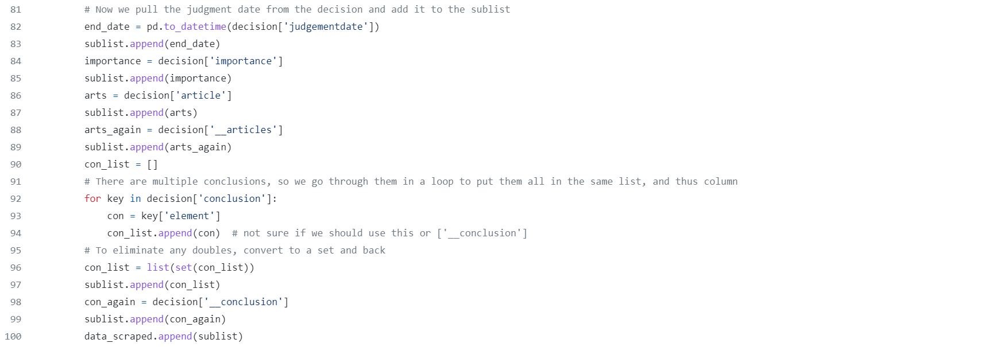 81 # Now we pull the judgment date from the decision and add it to the sublist
82 end_date = pd.to_datetime(decision['judgementdate'])
83 sublist.append(end_date)
84 importance = decision['importance']
85 sublist.append(importance)
86 arts = decision['article']
87 sublist.append(arts)
88 arts_again = decision['__articles']
89 sublist.append(arts_again)
90 con_list = []
91 # There are multiple conclusions, so we go through them in a loop to put them all in the same list, and thus column
92 for key in decision['conclusion']:
93     con = key['element']
94     con_list.append(con)  # not sure if we should use this or ['__conclusion']
95 # To eliminate any doubles, convert to a set and back
96 con_list = list(set(con_list))
97 sublist.append(con_list)
98 con_again = decision['__conclusion']
99 sublist.append(con_again)
100 data_scraped.append(sublist)